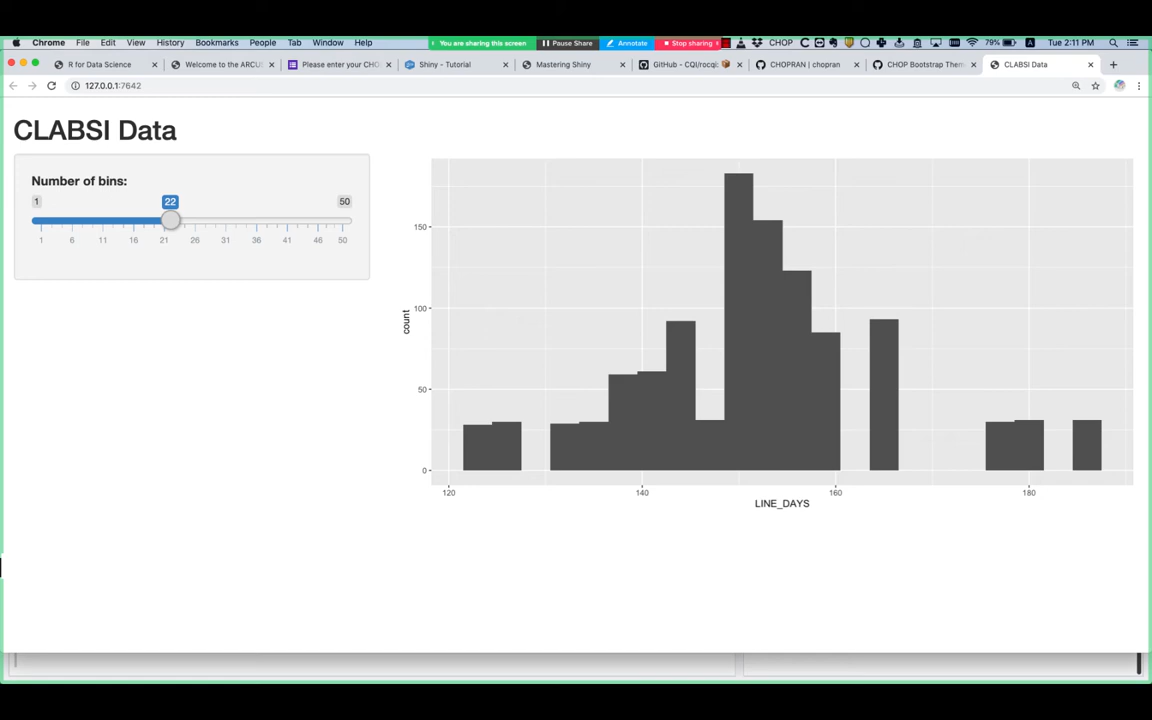 Chrome File Edit View History Bookmarks People Tab Window Help You are sharing this screen Pause Share Annotate Stop sharing CHOP 79% Tue 2:11 PM
R for Data Science Welcome to the ARCUS Please enter your CHO Shiny - Tutorial Mastering Shiny GitHub - CQI/rocqi: CHOPRAN | chopran CHOP Bootstrap Them CLABSI Data
127.0.0.1:7642
CLABSI Data
Number of bins:
1 22 50
1 6 11 16 21 26 31 36 41 46 50
150
100
50
0
count
120 140 160 180
LINE_DAYS